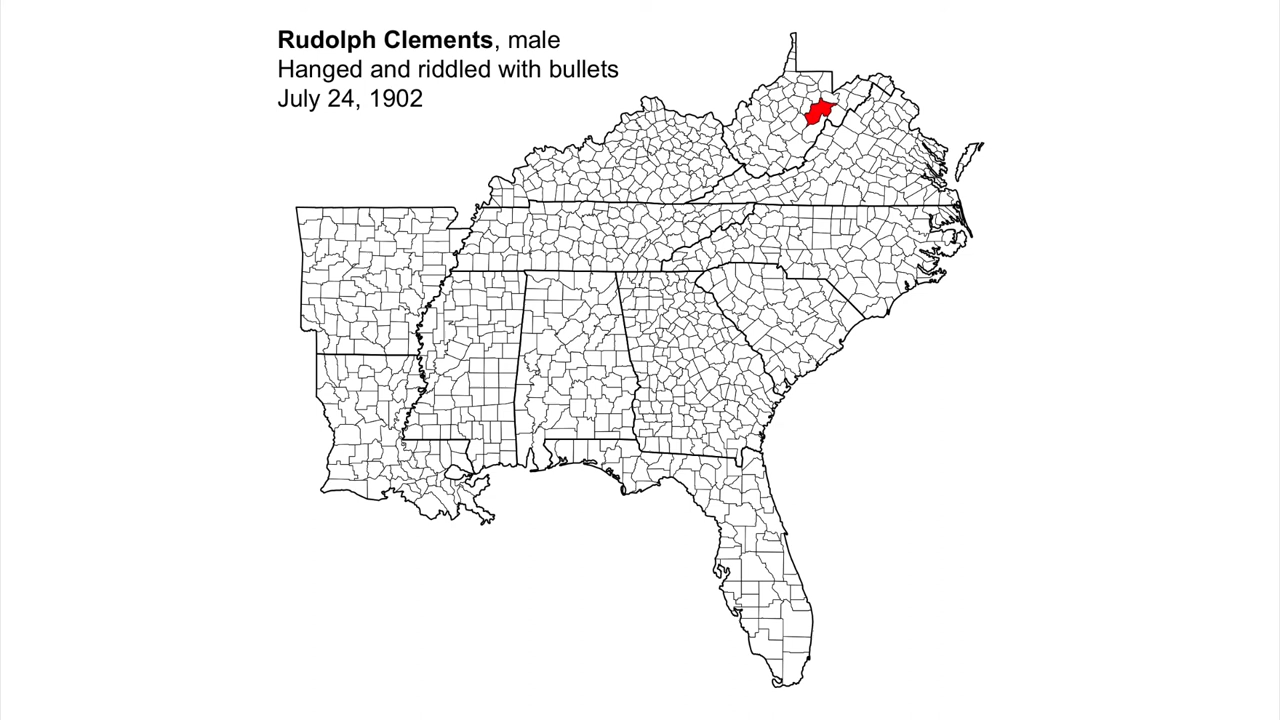 Rudolph Clements, male
Hanged and riddled with bullets
July 24, 1902